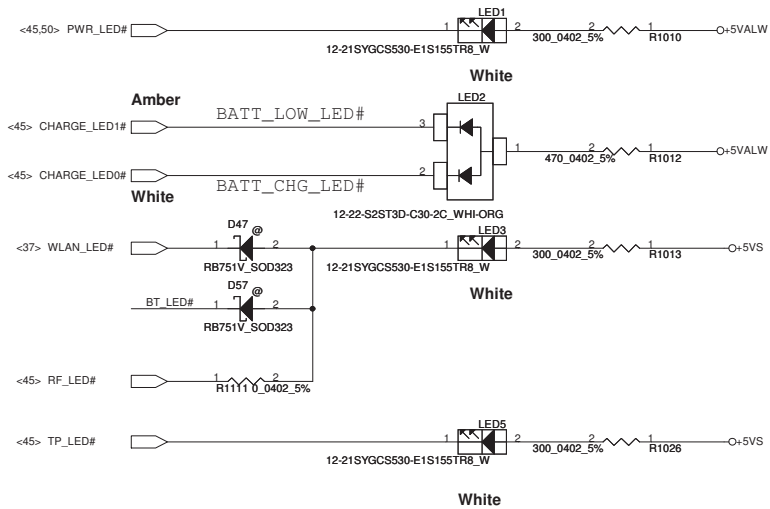 LED1
<45,50> PWR_LED# 1 2 2 1 +5VALW
12-21SYGCS530-E1S155TR8_W 300_0402_5% R1010
White
Amber LED2
BATT_LOW_LED#
<45> CHARGE_LED1# 3
1 2 1 +5VALW
470_0402_5% R1012
<45> CHARGE_LED0# 2
BATT_CHG_LED#
White
12-22-S2ST3D-C30-2C_WHI-ORG
D47 @ LED3
<37> WLAN_LED# 1 2 1 2 2 1 +5VS
RB751V_SOD323 12-21SYGCS530-E1S155TR8_W 300_0402_5% R1013
D57 @ White
BT_LED# 1 2
RB751V_SOD323
<45> RF_LED# 1 2
R1111 0_0402_5%
LED5
<45> TP_LED# 1 2 2 1 +5VS
12-21SYGCS530-E1S155TR8_W 300_0402_5% R1026
White